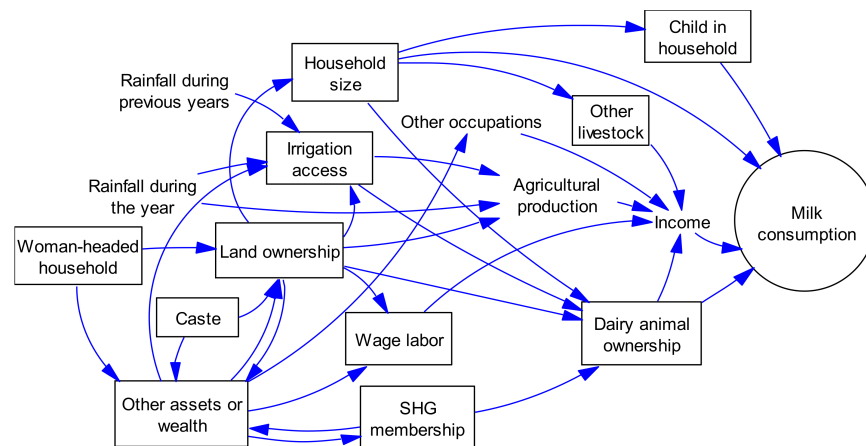 Child in
household
Household
size
Rainfall during
previous years
Other
livestock
Other occupations
Irrigation
access
Rainfall during
the year
Agricultural
production
Milk
consumption
Income
Woman-headed
household
Land ownership
Caste
Wage labor
Dairy animal
ownership
Other assets or
wealth
SHG
membership